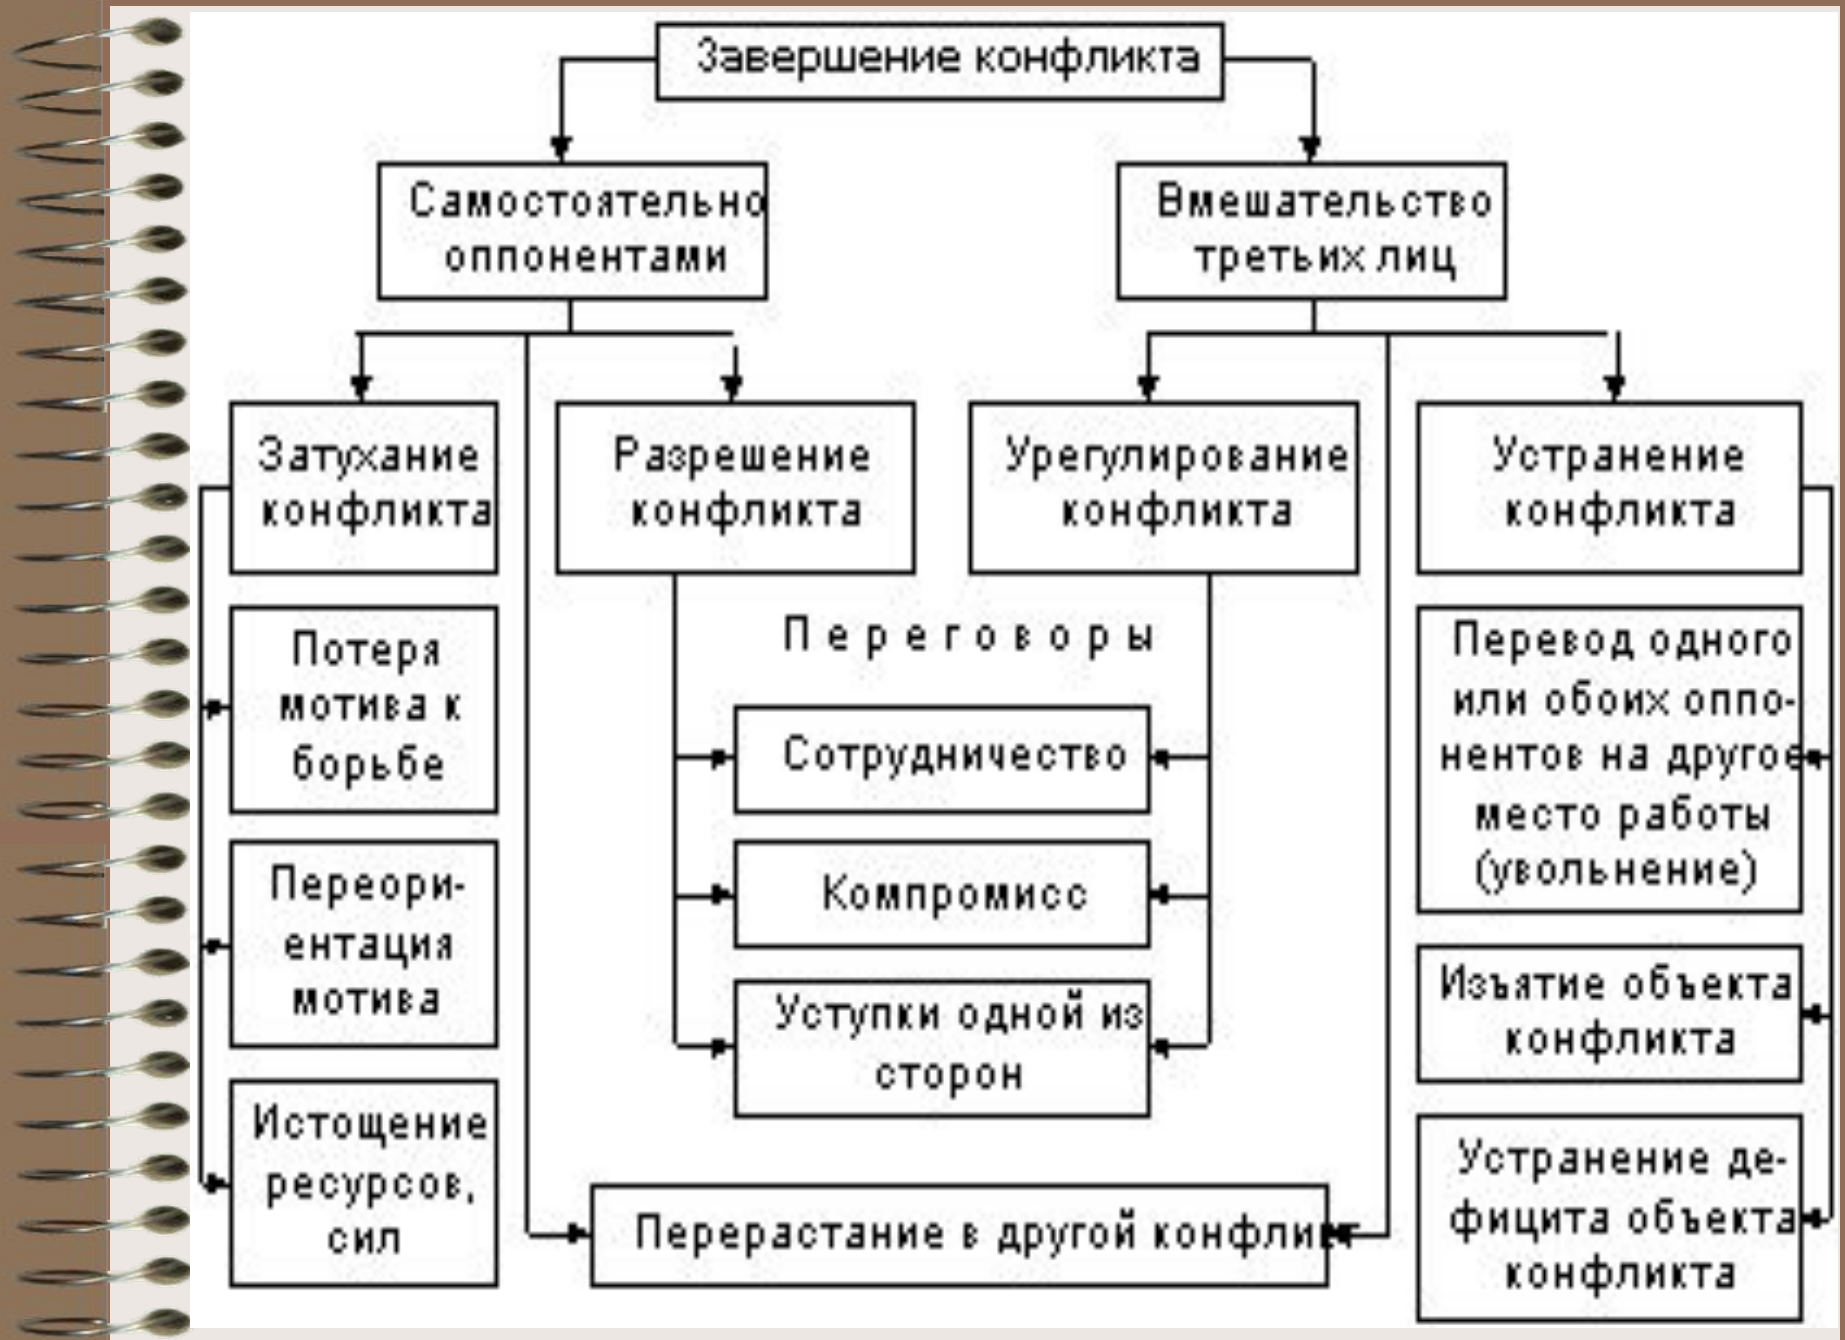 Завершение конфликта
Самостоятельно
оппонентами
Вмешательство
третьих лиц
Затухание
конфликта
Разрешение
конфликта
Урегулирование
конфликта
Устранение
конфликта
Переговоры
Потеря
мотива к
борьбе
Переори-
ентация
мотива
Истощение
ресурсов,
сил
Сотрудничество
Компромисс
Уступки одной из
сторон
Перерастание в другой конфликт
Перевод одного
или обоих оппо-
нентов на другое
место работы
(увольнение)
Изъятие объекта
конфликта
Устранение де-
фицита объекта
конфликта